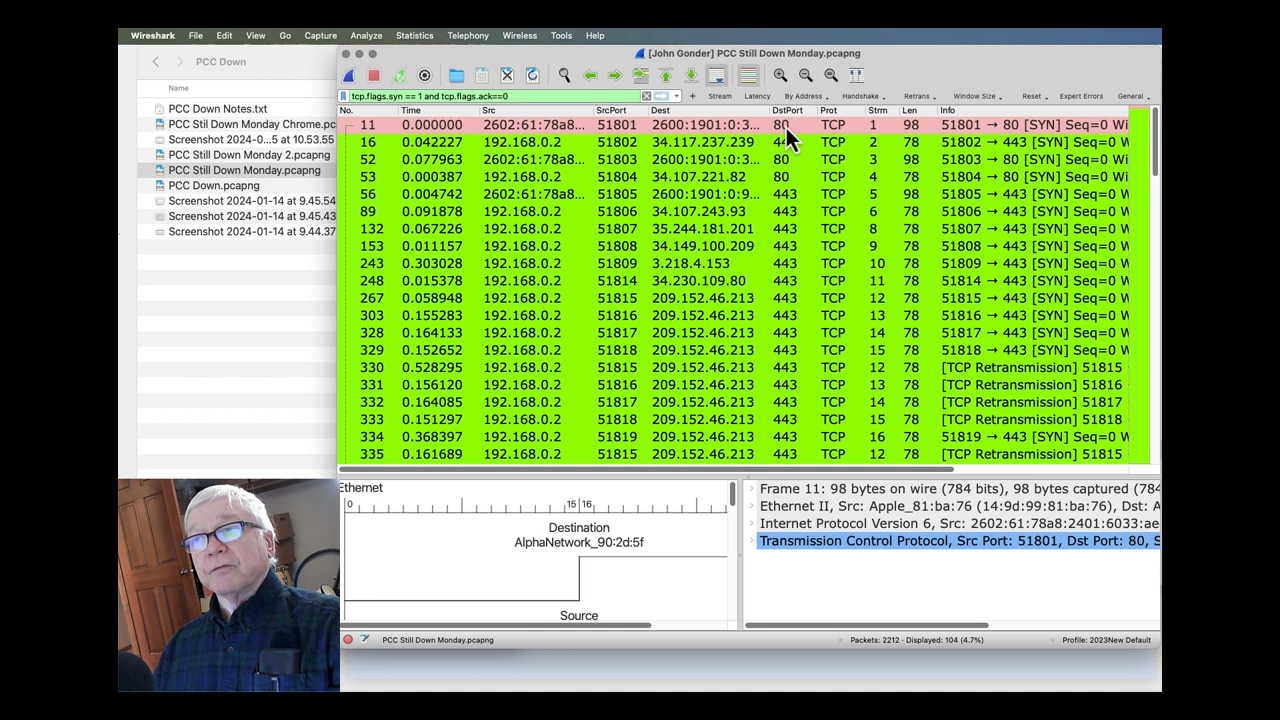 Wireshark File Edit View Go Capture Analyze Statistics Telephony Wireless Tools Help
PCC Down
[John Gonder] PCC Still Down Monday.pcapng
Name
PCC Down Notes.txt
PCC Stil Down Monday Chrome.pc
Screenshot 2024-0...5 at 10.53.55
PCC Still Down Monday 2.pcapng
PCC Still Down Monday.pcapng
PCC Down.pcapng
Screenshot 2024-01-14 at 9.45.54
Screenshot 2024-01-14 at 9.45.43
Screenshot 2024-01-14 at 9.44.37
tcp.flags.syn == 1 and tcp.flags.ack==0
+ Stream Latency By Address Handshake Retrans Window Size Reset Expert Errors General
No. Time Src SrcPort Dest DstPort Prot Strm Len Info
11 0.000000 2602:61:78a8... 51801 2600:1901:0:3... 80 TCP 1 98 51801 → 80 [SYN] Seq=0 Wi
16 0.042227 192.168.0.2 51802 34.117.237.239 443 TCP 2 78 51802 → 443 [SYN] Seq=0 W
52 0.077963 2602:61:78a8... 51803 2600:1901:0:3... 80 TCP 3 98 51803 → 80 [SYN] Seq=0 Wi
53 0.000387 192.168.0.2 51804 34.107.221.82 80 TCP 4 78 51804 → 80 [SYN] Seq=0 Wi
56 0.004742 2602:61:78a8... 51805 2600:1901:0:9... 443 TCP 5 98 51805 → 443 [SYN] Seq=0 W
89 0.091878 192.168.0.2 51806 34.107.243.93 443 TCP 6 78 51806 → 443 [SYN] Seq=0 W
132 0.067226 192.168.0.2 51807 35.244.181.201 443 TCP 8 78 51807 → 443 [SYN] Seq=0 W
153 0.011157 192.168.0.2 51808 34.149.100.209 443 TCP 9 78 51808 → 443 [SYN] Seq=0 W
243 0.303028 192.168.0.2 51809 3.218.4.153 443 TCP 10 78 51809 → 443 [SYN] Seq=0 W
248 0.015378 192.168.0.2 51814 34.230.109.80 443 TCP 11 78 51814 → 443 [SYN] Seq=0 W
267 0.058948 192.168.0.2 51815 209.152.46.213 443 TCP 12 78 51815 → 443 [SYN] Seq=0 W
303 0.155283 192.168.0.2 51816 209.152.46.213 443 TCP 13 78 51816 → 443 [SYN] Seq=0 W
328 0.164133 192.168.0.2 51817 209.152.46.213 443 TCP 14 78 51817 → 443 [SYN] Seq=0 W
329 0.152652 192.168.0.2 51818 209.152.46.213 443 TCP 15 78 51818 → 443 [SYN] Seq=0 W
330 0.528295 192.168.0.2 51815 209.152.46.213 443 TCP 12 78 [TCP Retransmission] 51815
331 0.156120 192.168.0.2 51816 209.152.46.213 443 TCP 13 78 [TCP Retransmission] 51816
332 0.164085 192.168.0.2 51817 209.152.46.213 443 TCP 14 78 [TCP Retransmission] 51817
333 0.151297 192.168.0.2 51818 209.152.46.213 443 TCP 15 78 [TCP Retransmission] 51818
334 0.368397 192.168.0.2 51819 209.152.46.213 443 TCP 16 78 51819 → 443 [SYN] Seq=0 W
335 0.161689 192.168.0.2 51815 209.152.46.213 443 TCP 12 78 [TCP Retransmission] 51815
Ethernet
0 15 16
Destination
AlphaNetwork_90:2d:5f
Source
Frame 11: 98 bytes on wire (784 bits), 98 bytes captured (784
Ethernet II, Src: Apple_81:ba:76 (14:9d:99:81:ba:76), Dst: A
Internet Protocol Version 6, Src: 2602:61:78a8:2401:6033:ae
Transmission Control Protocol, Src Port: 51801, Dst Port: 80, S
PCC Still Down Monday.pcapng Packets: 2212 · Displayed: 104 (4.7%) Profile: 2023New Default